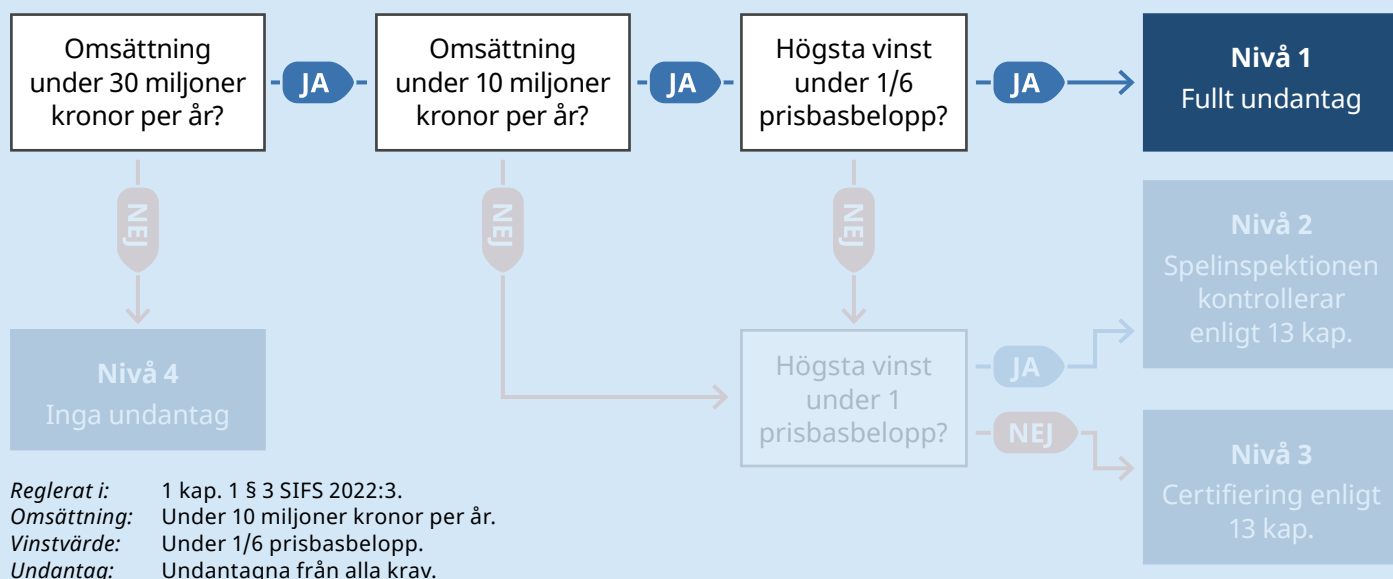 Omsättning
under 30 miljoner
kronor per år?
JA
Omsättning
under 10 miljoner
kronor per år?
JA
Högsta vinst
under 1/6
prisbasbelopp?
JA
Nivå 1
Fullt undantag
NEJ
NEJ
NEJ
Nivå 2
Spelinspektionen
kontrollerar
enligt 13 kap.
Nivå 4
Inga undantag
Högsta vinst
under 1
prisbasbelopp?
JA
NEJ
Nivå 3
Certifiering enligt
13 kap.
Reglerat i: 1 kap. 1 § 3 SIFS 2022:3.
Omsättning: Under 10 miljoner kronor per år.
Vinstvärde: Under 1/6 prisbasbelopp.
Undantag: Undantagna från alla krav.